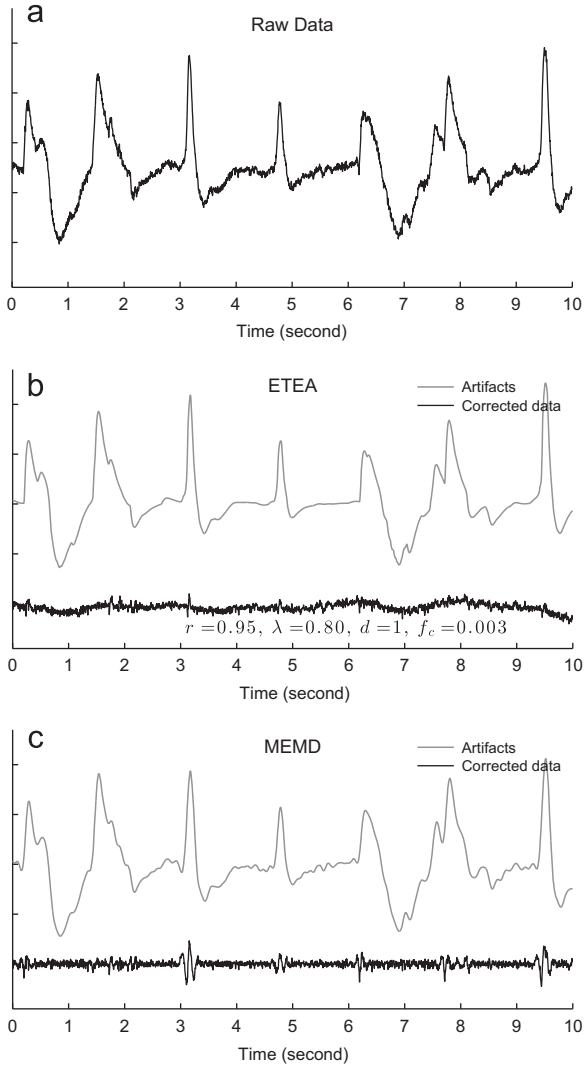 a
Raw Data
0 1 2 3 4 5 6 7 8 9 10
Time (second)
b
ETEA
Artifacts
Corrected data
r =0.95, λ =0.80, d =1, f_c =0.003
0 1 2 3 4 5 6 7 8 9 10
Time (second)
c
MEMD
Artifacts
Corrected data
0 1 2 3 4 5 6 7 8 9 10
Time (second)